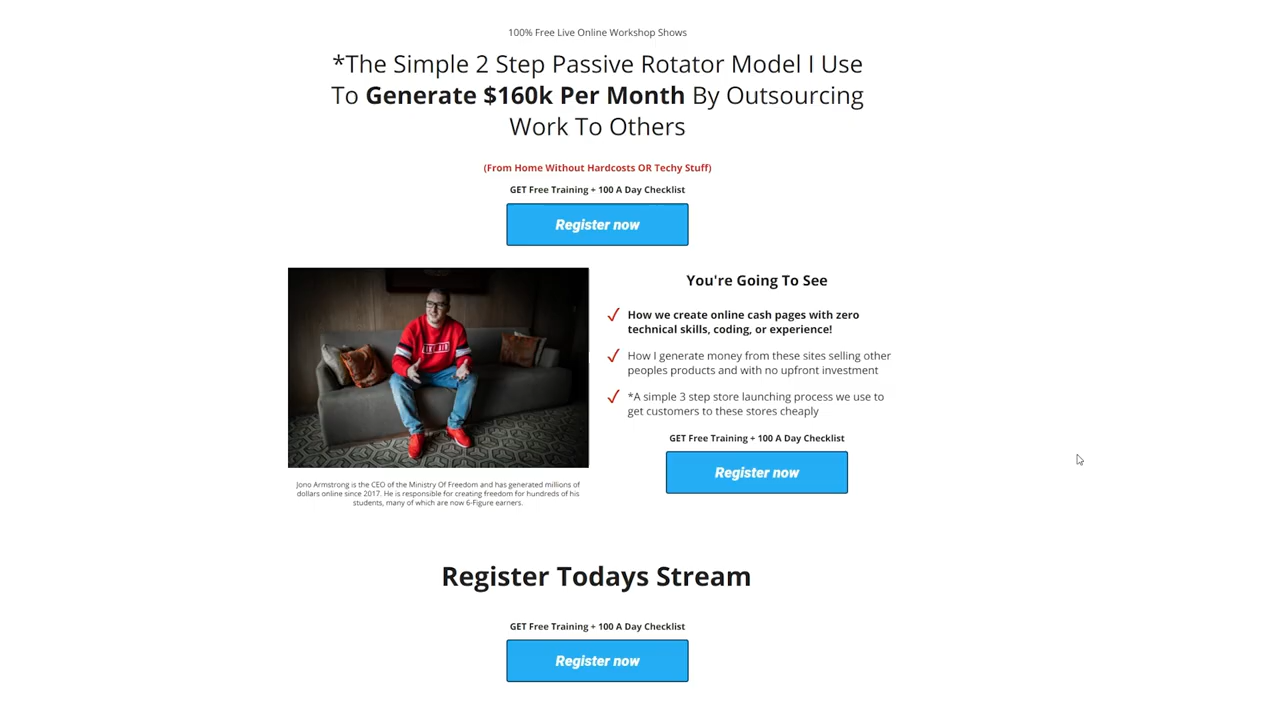 100% Free Live Online Workshop Shows
*The Simple 2 Step Passive Rotator Model I Use
To Generate $160k Per Month By Outsourcing
Work To Others
(From Home Without Hardcosts OR Techy Stuff)
GET Free Training + 100 A Day Checklist
Register now
You're Going To See
How we create online cash pages with zero
technical skills, coding, or experience!
How I generate money from these sites selling other
peoples products and with no upfront investment
*A simple 3 step store launching process we use to
get customers to these stores cheaply
GET Free Training + 100 A Day Checklist
Register now
Jono Armstrong is the CEO of the Ministry Of Freedom and has generated millions of
dollars online since 2017. He is responsible for creating freedom for hundreds of his
students, many of which are now 6-Figure earners.
Register Todays Stream
GET Free Training + 100 A Day Checklist
Register now